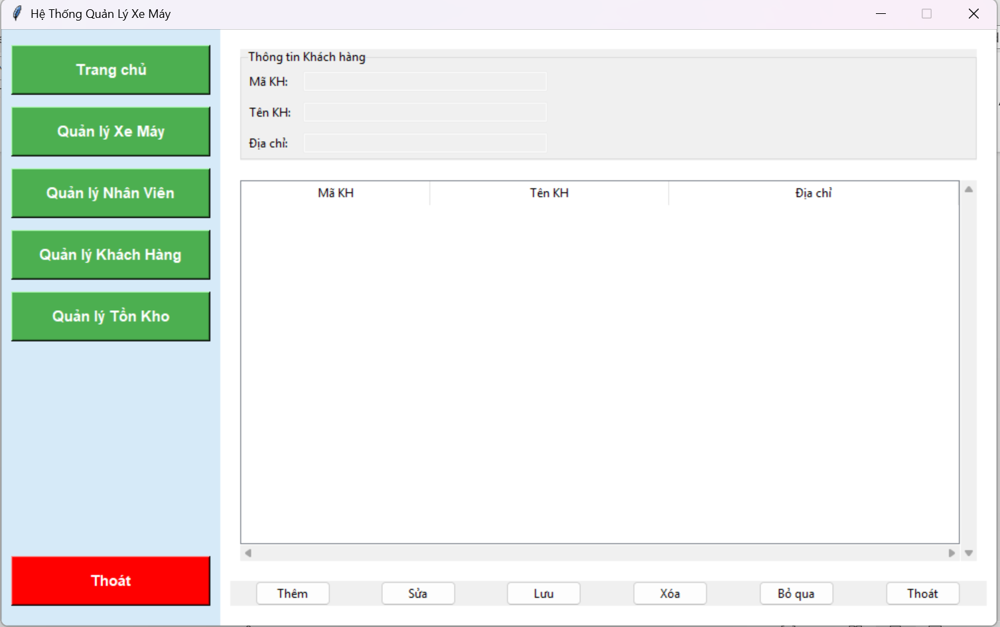 Hệ Thống Quản Lý Xe Máy
Trang chủ
Quản lý Xe Máy
Quản lý Nhân Viên
Quản lý Khách Hàng
Quản lý Tồn Kho
Thoát
Thông tin Khách hàng
Mã KH:
Tên KH:
Địa chỉ:
Mã KH Tên KH Địa chỉ
Thêm Sửa Lưu Xóa Bỏ qua Thoát